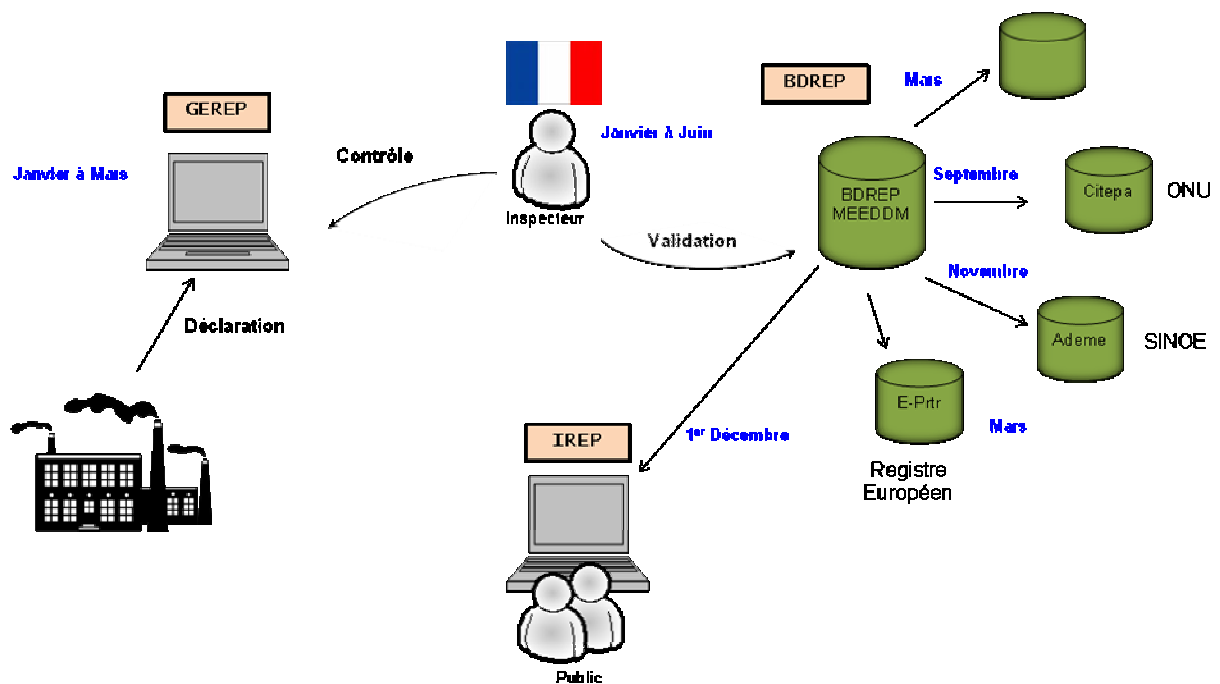 GEREP
Janvier à Mars
Contrôle
Déclaration
Janvier à Juin
Inspecteur
Validation
BDREP
BDREP
MEEDDM
Mars
Septembre
Citepa
ONU
Novembre
Ademe
SINOE
E-Prtr
Mars
Registre
Européen
1er Décembre
IREP
Public